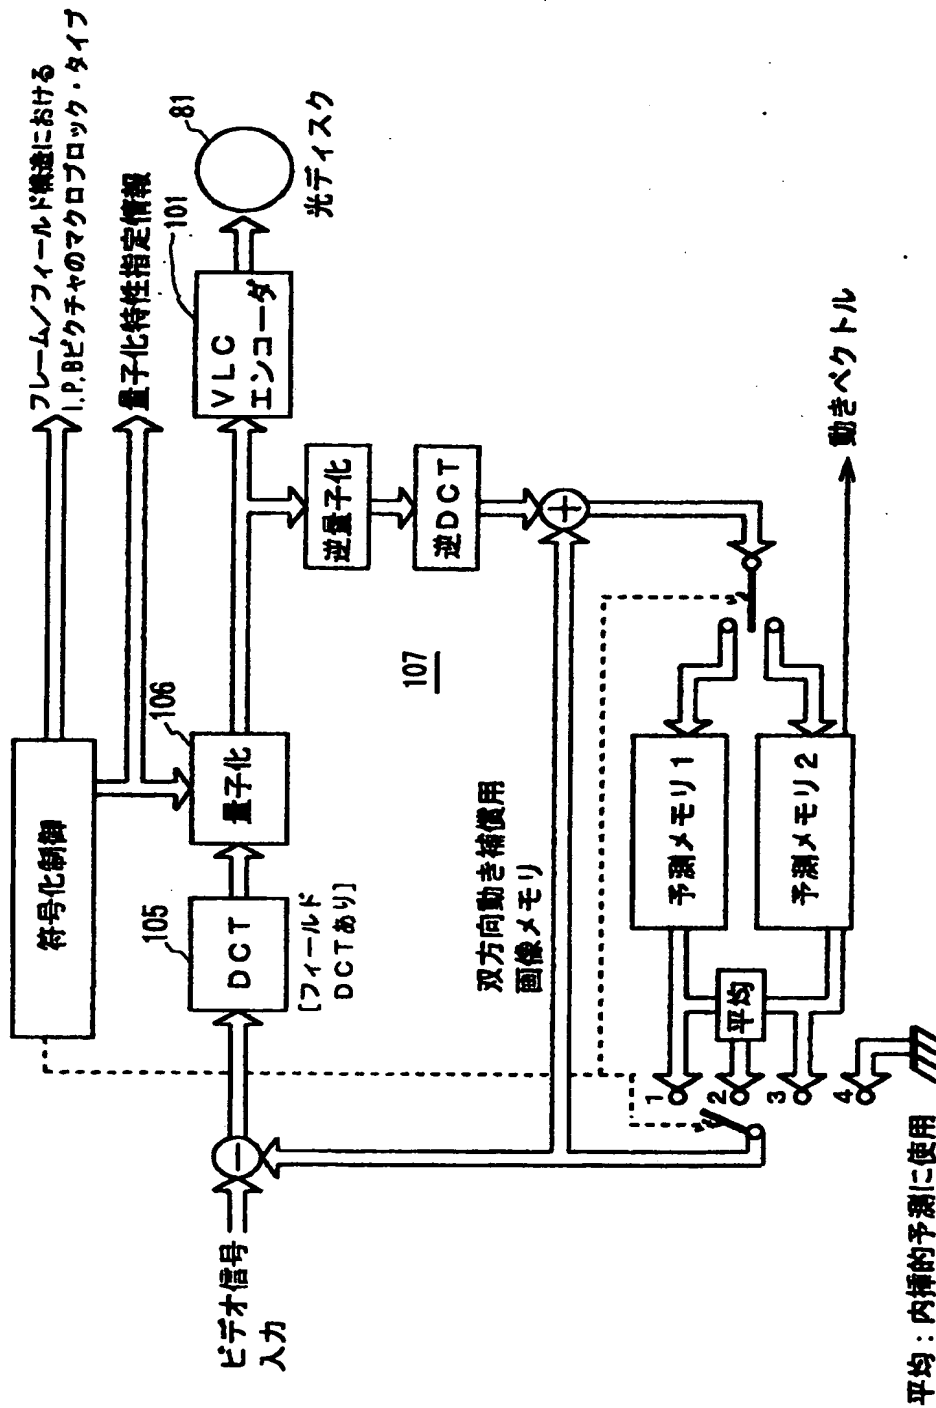 フレーム/フィールド構造における
I,P,Bピクチャのマクロブロック・タイプ
量子化特性指定情報
符号化制御
81
光ディスク
101
VLC
エンコーダ
106
量子化
105
DCT
[フィールド
DCTあり]
ビデオ信号
入力
逆量子化
逆DCT
107
双方向動き補償用
画像メモリ
予測メモリ1
予測メモリ2
平均
1
2
3
4
動きベクトル
平均：内挿的予測に使用